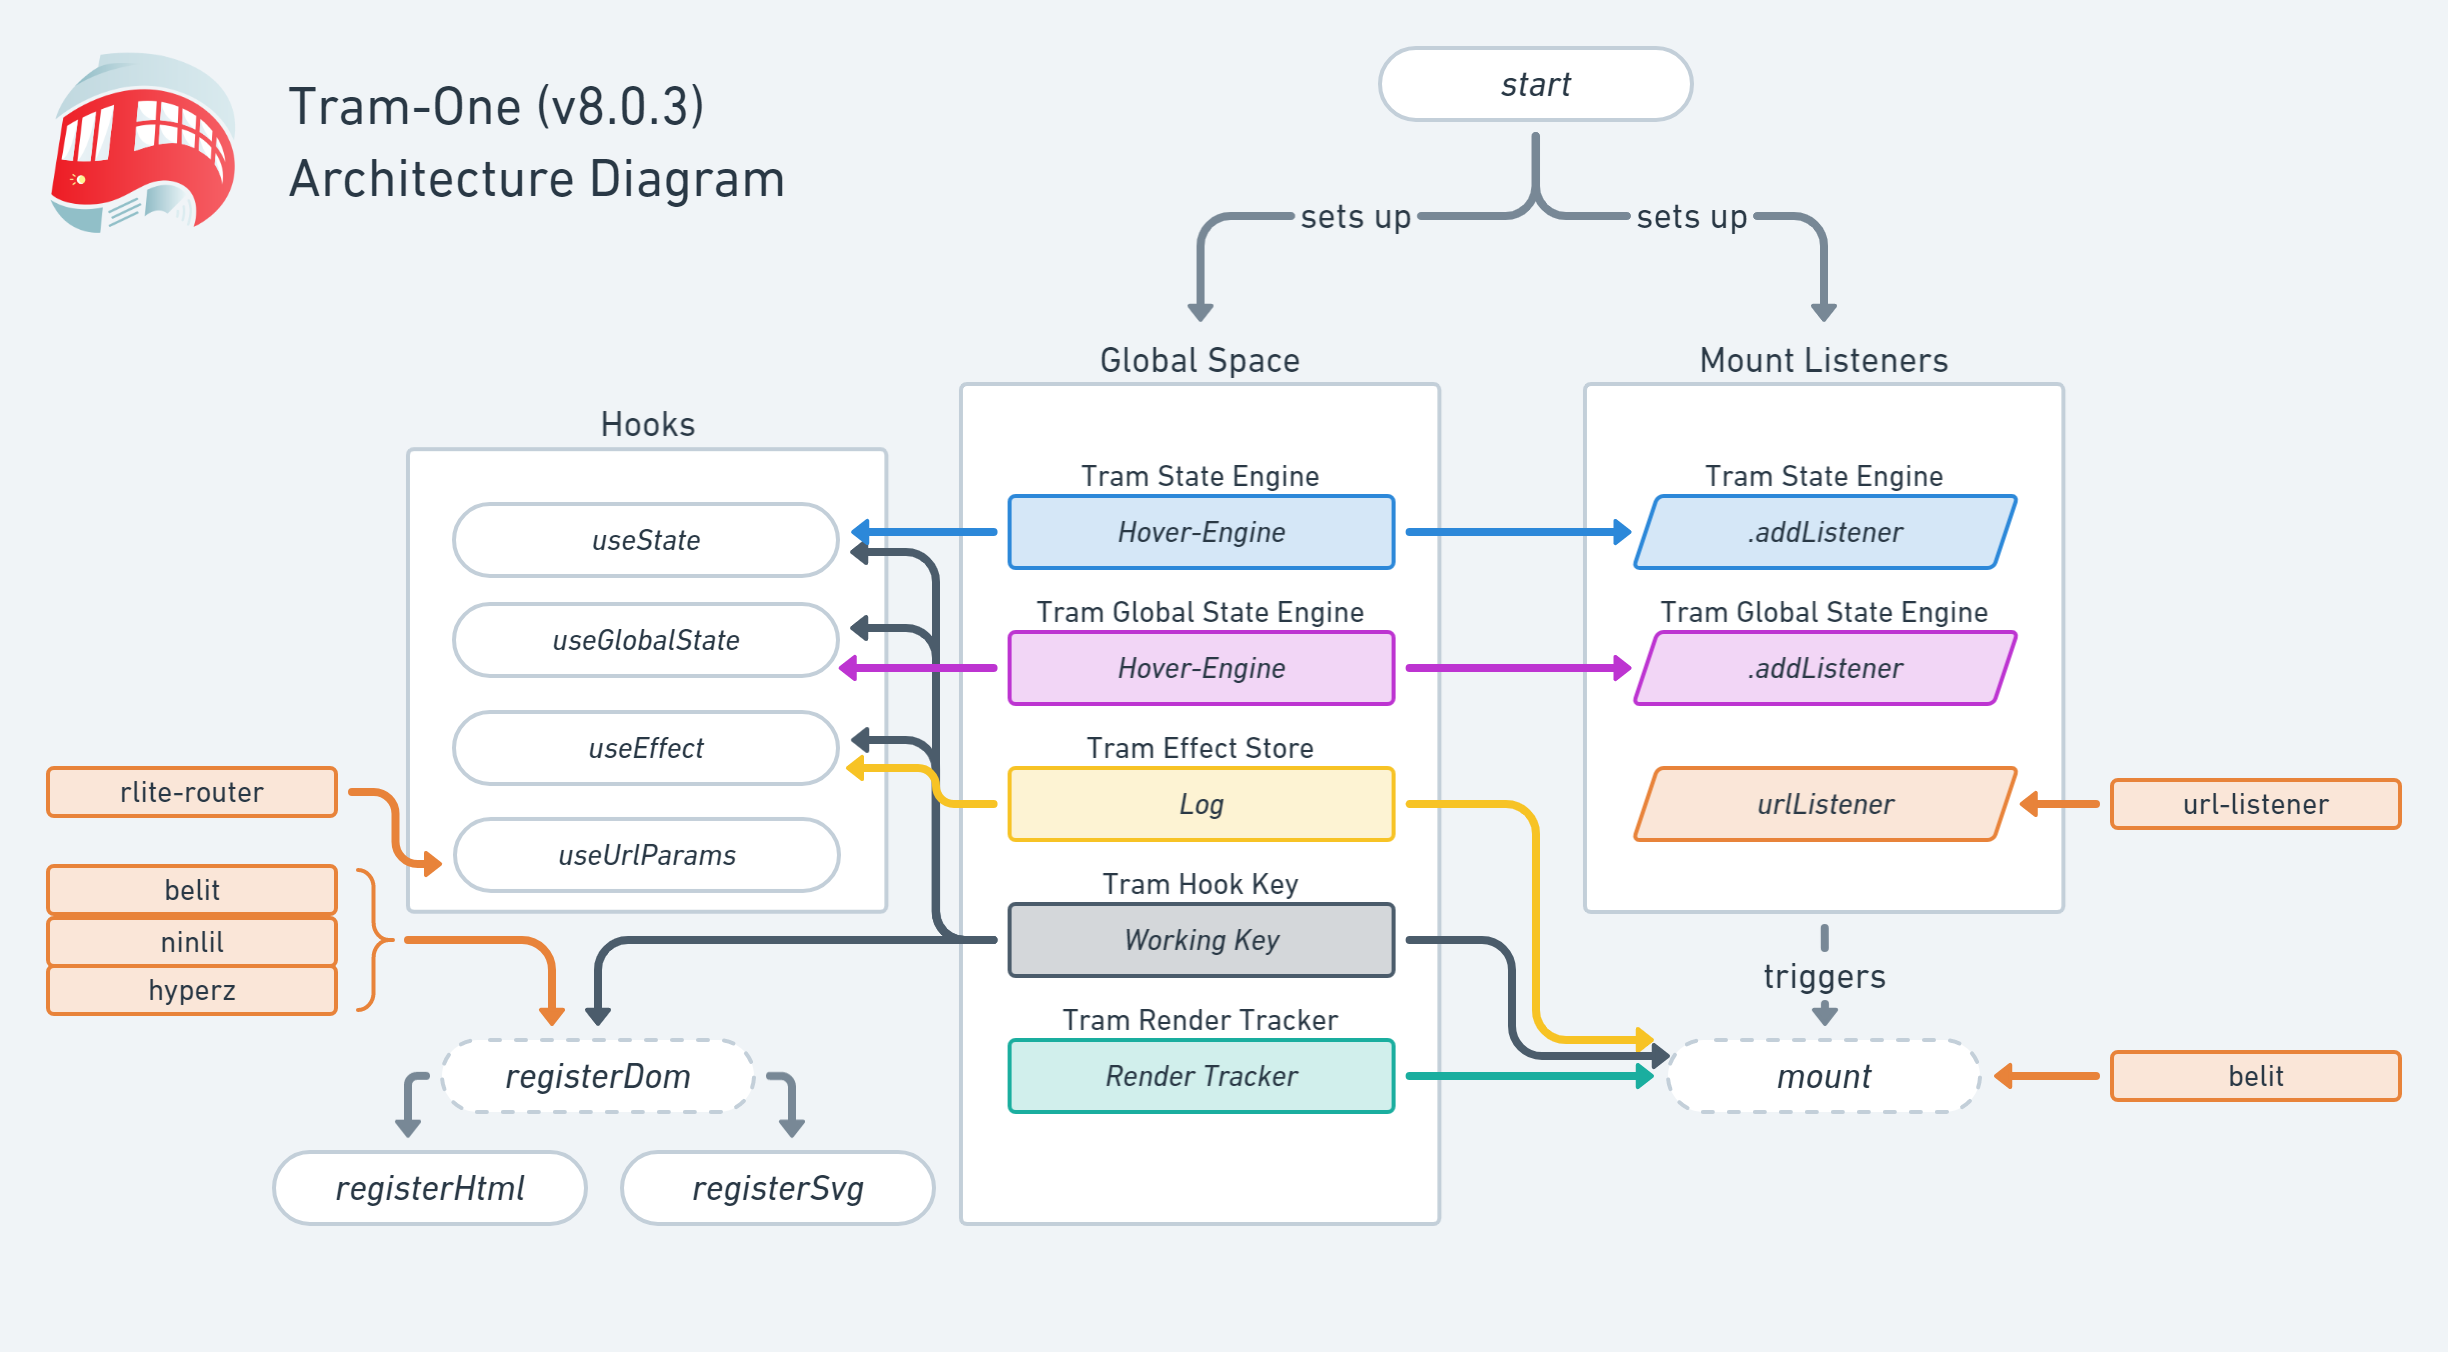 Tram-One (v8.0.3)
Architecture Diagram
start
sets up
sets up
Global Space
Mount Listeners
Hooks
Tram State Engine
Hover-Engine
Tram Global State Engine
Hover-Engine
Tram Effect Store
Log
Tram Hook Key
Working Key
Tram Render Tracker
Render Tracker
Tram State Engine
.addListener
Tram Global State Engine
.addListener
urlListener
url-listener
useState
useGlobalState
useEffect
useUrlParams
rlite-router
belit
ninlil
hyperz
registerDom
registerHtml
registerSvg
triggers
mount
belit